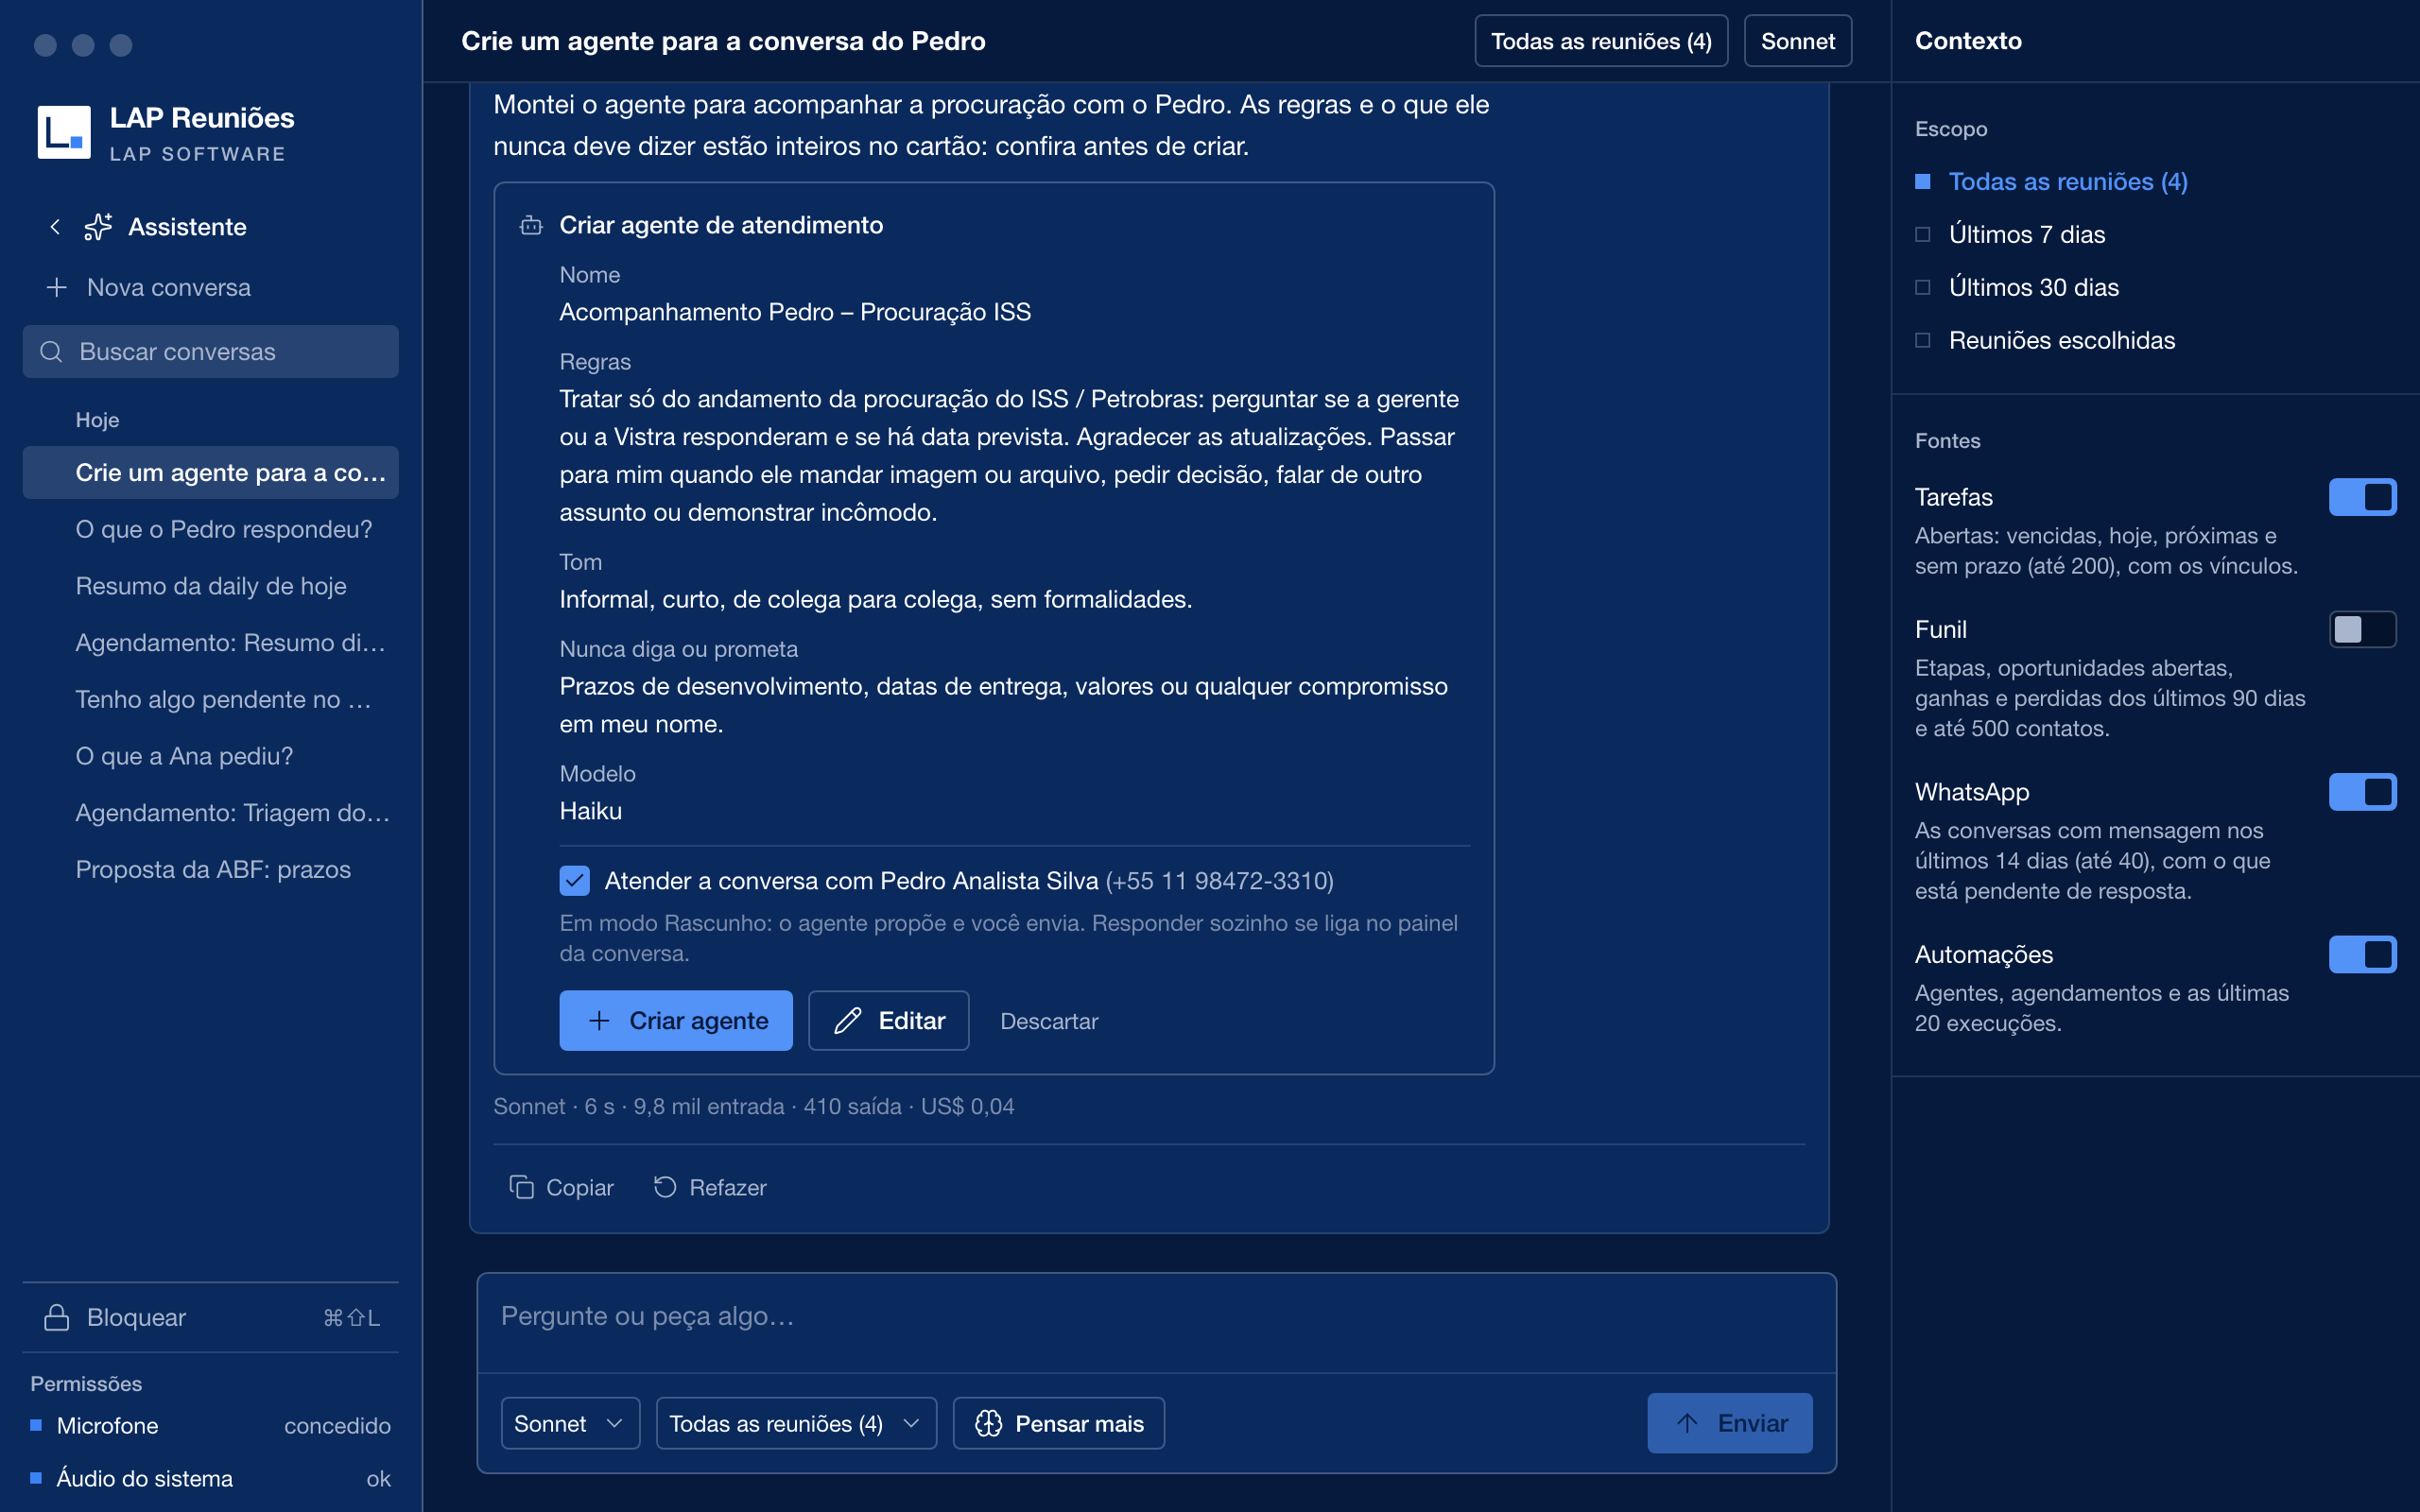 LAP Reuniões
LAP SOFTWARE
Assistente
Nova conversa
Buscar conversas
Hoje
Crie um agente para a co…
O que o Pedro respondeu?
Resumo da daily de hoje
Agendamento: Resumo di…
Tenho algo pendente no …
O que a Ana pediu?
Agendamento: Triagem do…
Proposta da ABF: prazos
Bloquear ⌘⇧L
Permissões
Microfone concedido
Áudio do sistema ok
Crie um agente para a conversa do Pedro
Todas as reuniões (4)
Sonnet
Montei o agente para acompanhar a procuração com o Pedro. As regras e o que ele
nunca deve dizer estão inteiros no cartão: confira antes de criar.
Criar agente de atendimento
Nome
Acompanhamento Pedro – Procuração ISS
Regras
Tratar só do andamento da procuração do ISS / Petrobras: perguntar se a gerente
ou a Vistra responderam e se há data prevista. Agradecer as atualizações. Passar
para mim quando ele mandar imagem ou arquivo, pedir decisão, falar de outro
assunto ou demonstrar incômodo.
Tom
Informal, curto, de colega para colega, sem formalidades.
Nunca diga ou prometa
Prazos de desenvolvimento, datas de entrega, valores ou qualquer compromisso
em meu nome.
Modelo
Haiku
Atender a conversa com Pedro Analista Silva (+55 11 98472-3310)
Em modo Rascunho: o agente propõe e você envia. Responder sozinho se liga no painel
da conversa.
Criar agente
Editar
Descartar
Sonnet · 6 s · 9,8 mil entrada · 410 saída · US$ 0,04
Copiar
Refazer
Pergunte ou peça algo…
Sonnet
Todas as reuniões (4)
Pensar mais
Enviar
Contexto
Escopo
Todas as reuniões (4)
Últimos 7 dias
Últimos 30 dias
Reuniões escolhidas
Fontes
Tarefas
Abertas: vencidas, hoje, próximas e
sem prazo (até 200), com os vínculos.
Funil
Etapas, oportunidades abertas,
ganhas e perdidas dos últimos 90 dias
e até 500 contatos.
WhatsApp
As conversas com mensagem nos
últimos 14 dias (até 40), com o que
está pendente de resposta.
Automações
Agentes, agendamentos e as últimas
20 execuções.